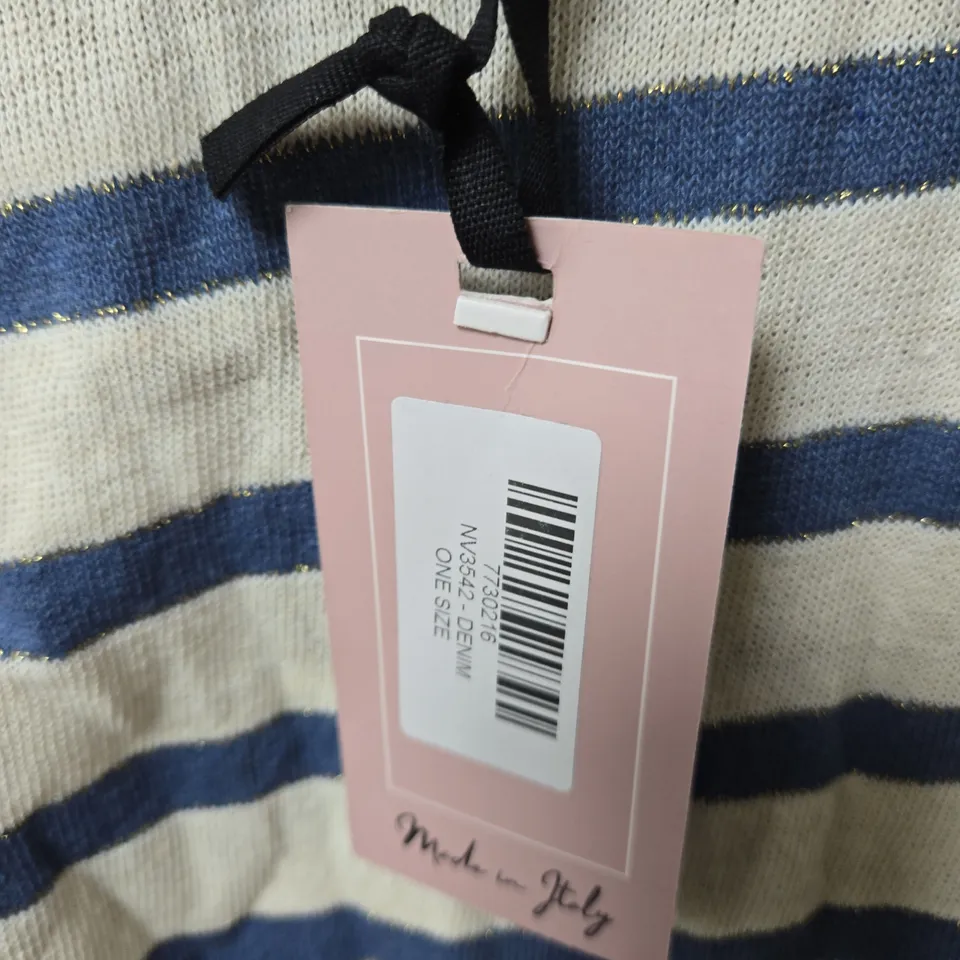 7730216
NV3542 - DENIM
ONE SIZE
Made in Italy